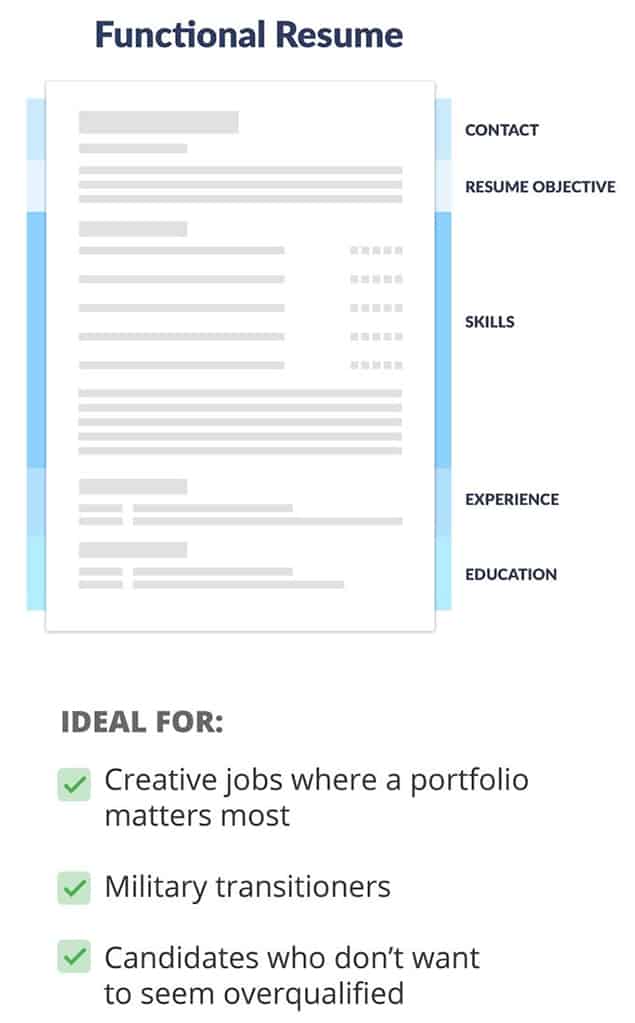 Functional Resume
CONTACT
RESUME OBJECTIVE
SKILLS
EXPERIENCE
EDUCATION
IDEAL FOR:
Creative jobs where a portfolio
matters most
Military transitioners
Candidates who don’t want
to seem overqualified